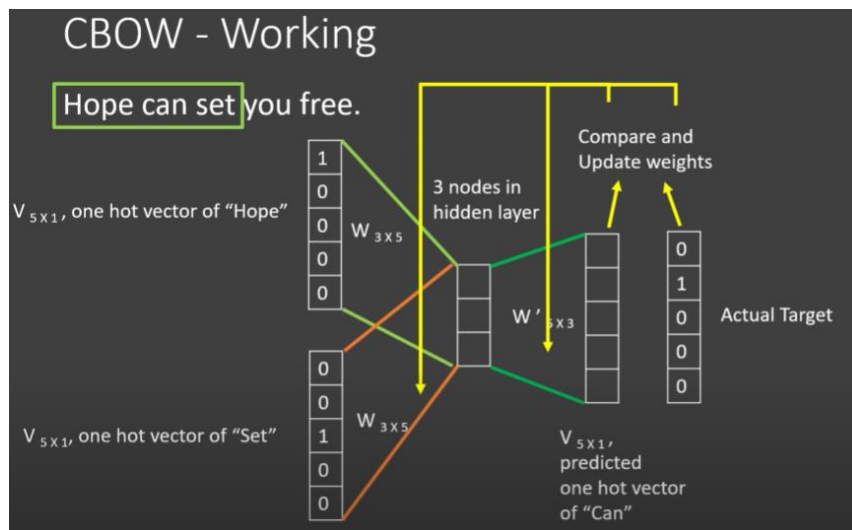 CBOW - Working
Hope can set you free.
Compare and
Update weights
1
0
0
0
0
V 5 X 1, one hot vector of “Hope”
W 3 X 5
3 nodes in
hidden layer
W ’ 5 X 3
0
1
0
0
0
Actual Target
0
0
1
0
0
V 5 X 1, one hot vector of “Set”
W 3 X 5
V 5 X 1,
predicted
one hot vector
of “Can”